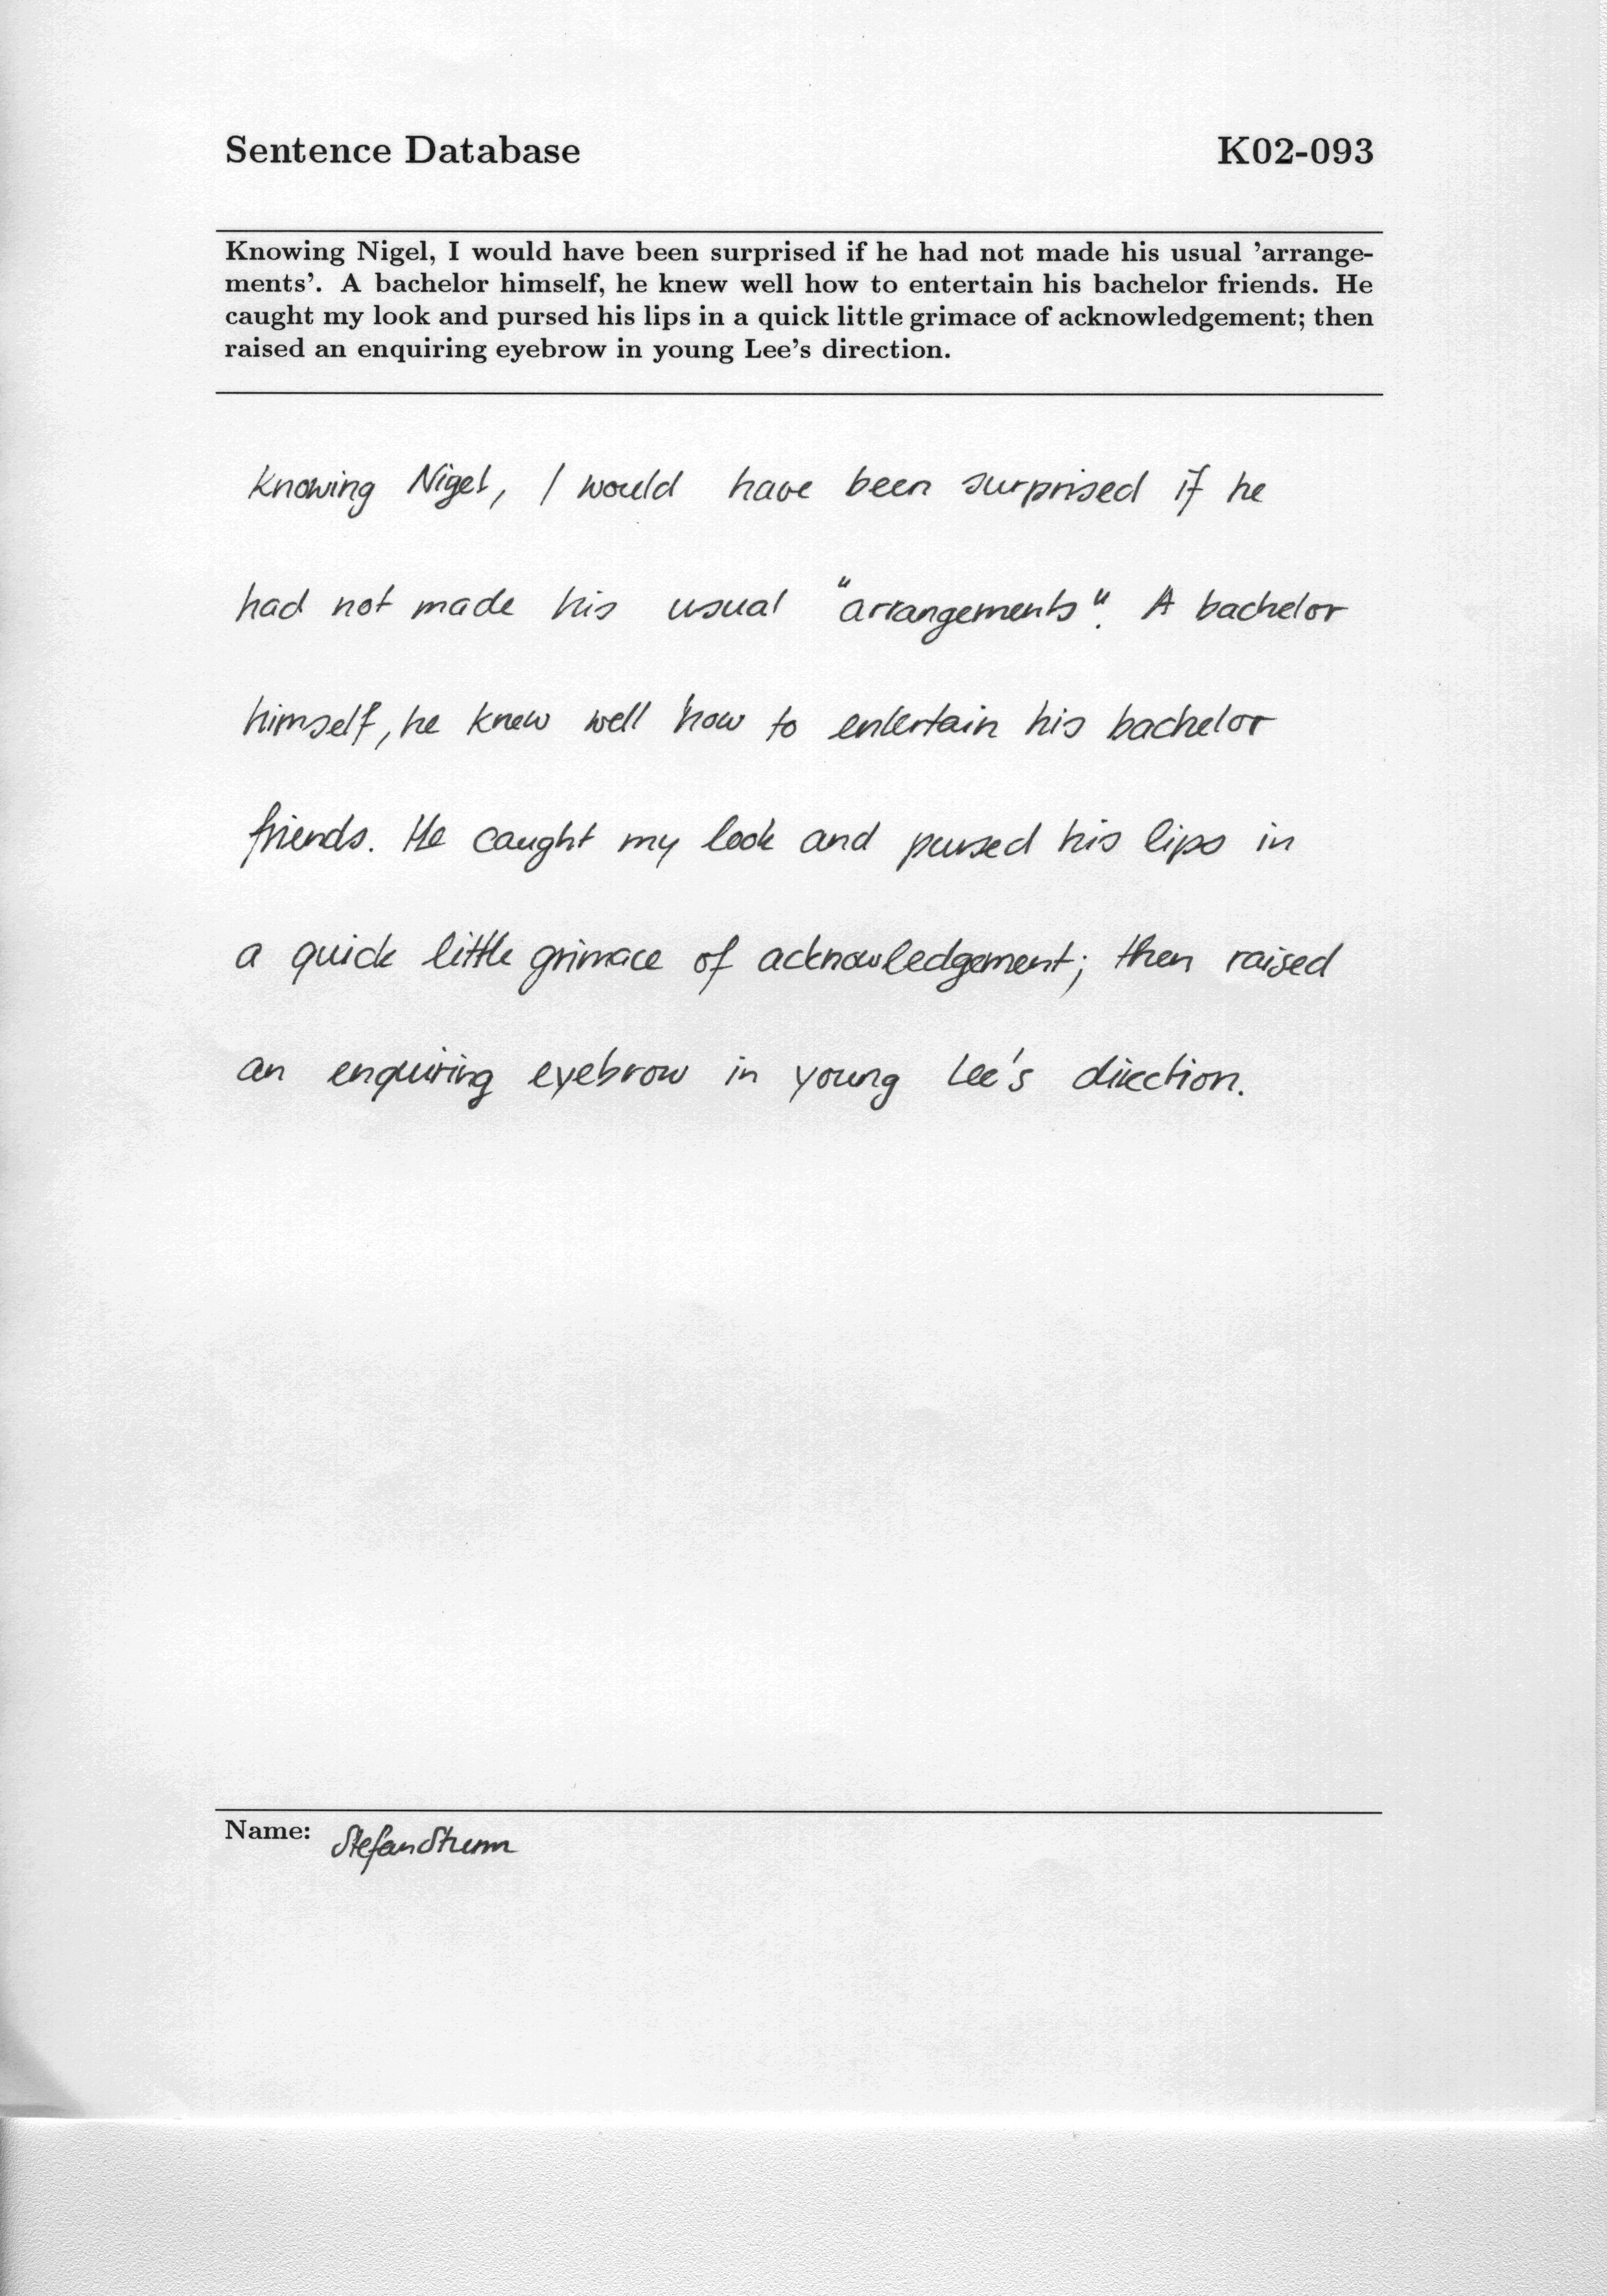 Sentence Database K02-093
Knowing Nigel, I would have been surprised if he had not made his usual 'arrange-
ments'. A bachelor himself, he knew well how to entertain his bachelor friends. He
caught my look and pursed his lips in a quick little grimace of acknowledgement; then
raised an enquiring eyebrow in young Lee's direction.
Knowing Nigel, I would have been surprised if he
had not made his usual "arrangements". A bachelor
himself, he knew well how to entertain his bachelor
friends. He caught my look and pursed his lips in
a quick little grimace of acknowledgement; then raised
an enquiring eyebrow in young Lee's direction.
Name: Stefan Sturm